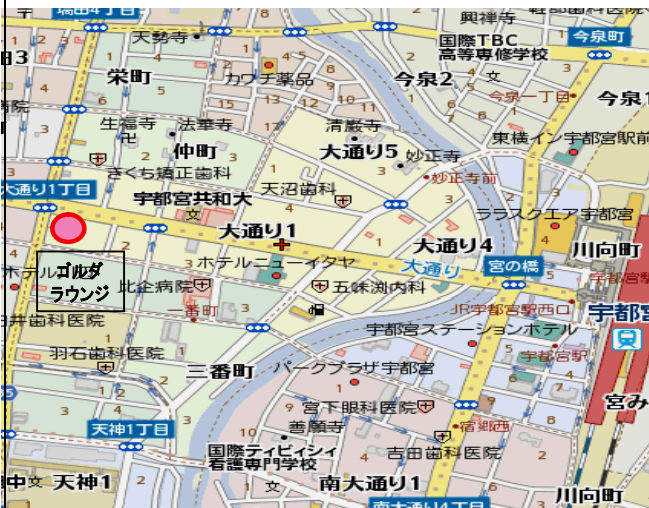 塙田4丁目
天勢寺
興禅寺
国際TBC
高等専修学校
今泉町
栄町
カワチ薬品
今泉2
文
今泉一丁目
今泉1
生福寺
法華寺
清巌寺
東横イン宇都宮駅前
仲町
大通り5
妙正寺
きくち矯正歯科
天沼歯科
妙正寺前
大通り1丁目
宇都宮共和大
文
ララスクエア宇都宮
大通り1
大通り4
川向町
ホテルニューイタヤ
大通り
宮の橋
宇都宮駅
ゴルダ
ラウンジ
比企病院
五味渕内科
一番町
JR宇都宮駅西口
宇都宮
宇都宮ステーションホテル
羽石歯科医院
宇都宮駅
三番町
パークプラザ宇都宮
宮下眼科医院
宮み
天神1丁目
善願寺
宿郷西
国際ティビィシィ
看護専門学校
吉田歯科医院
中文
天神1
文
南大通り1
川向町
南大通り4丁目